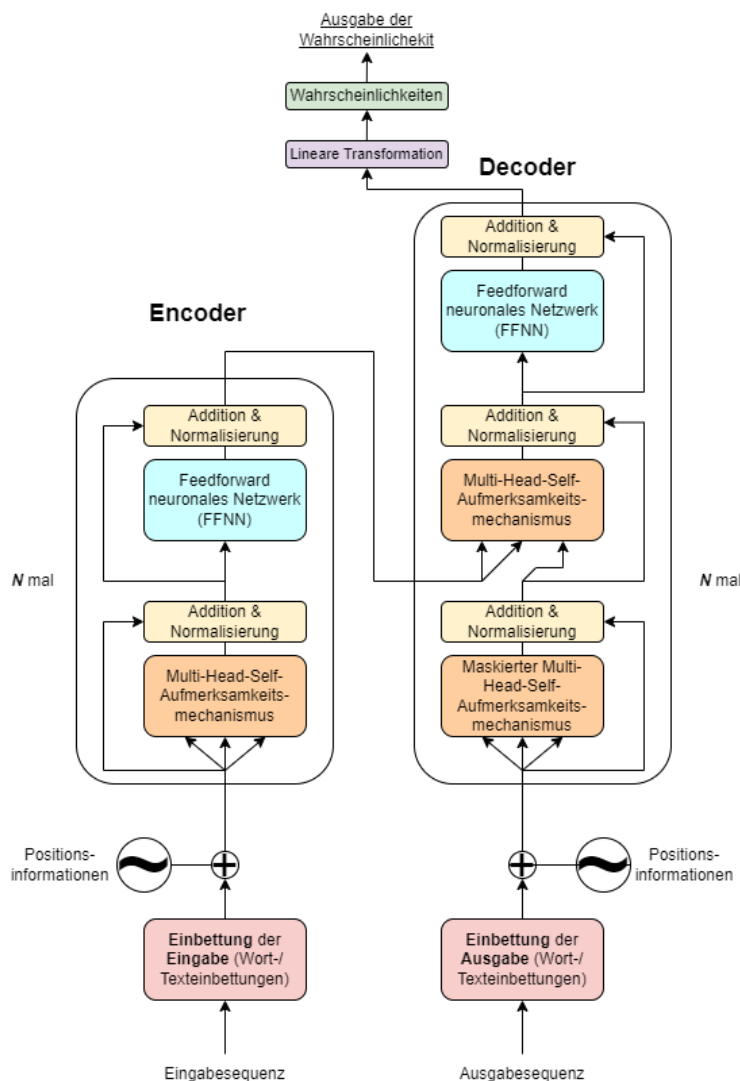 Ausgabe der
Wahrscheinlichekit
Wahrscheinlichkeiten
Lineare Transformation
Decoder
Addition &
Normalisierung
Feedforward
neuronales Netzwerk
(FFNN)
Addition &
Normalisierung
Multi-Head-Self-
Aufmerksamkeits-
mechanismus
Addition &
Normalisierung
Maskierter Multi-
Head-Self-
Aufmerksamkeits-
mechanismus
N mal
Encoder
Addition &
Normalisierung
Feedforward
neuronales Netzwerk
(FFNN)
N mal
Addition &
Normalisierung
Multi-Head-Self-
Aufmerksamkeits-
mechanismus
Positions-
informationen
Positions-
informationen
Einbettung der
Eingabe (Wort-/
Texteinbettungen)
Einbettung der
Ausgabe (Wort-/
Texteinbettungen)
Eingabesequenz
Ausgabesequenz